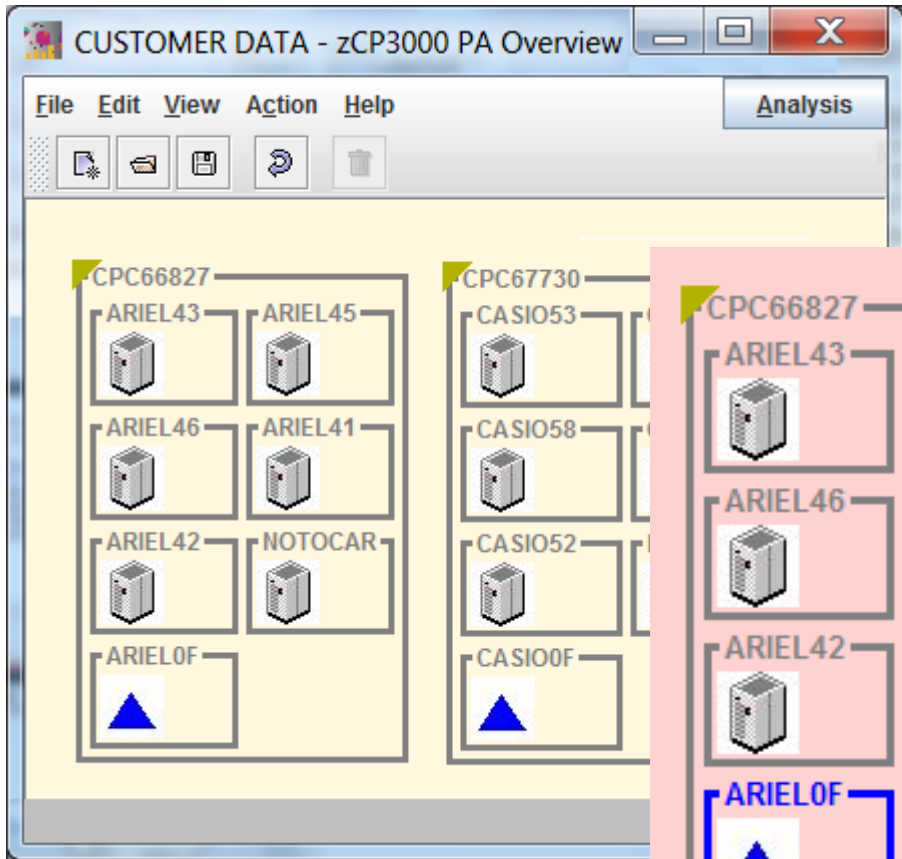 CUSTOMER DATA - zCP3000 PA Overview
File Edit View Action Help Analysis
CPC66827
ARIEL43 ARIEL45
ARIEL46 ARIEL41
ARIEL42 NOTOCAR
ARIEL0F
CPC67730
CASIO53
CASIO58
CASIO52
CASIO0F
CPC66827
ARIEL43
ARIEL46
ARIEL42
ARIEL0F